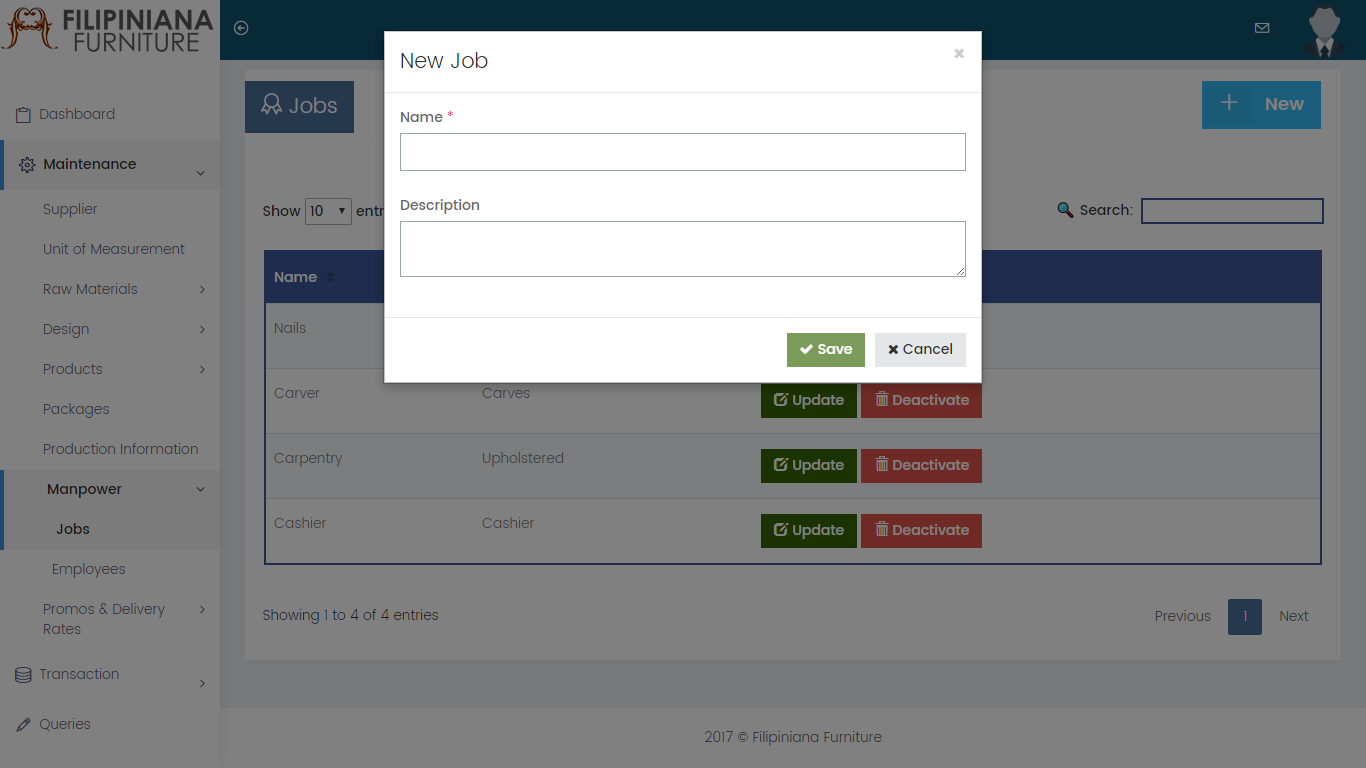 FILIPINIANA
FURNITURE
Dashboard
Maintenance
Supplier
Unit of Measurement
Raw Materials
Design
Products
Packages
Production Information
Manpower
Jobs
Employees
Promos & Delivery
Rates
Transaction
Queries
Jobs
New
Show 10 entr
Search:
New Job
×
Name *
Description
Save Cancel
Name
Nails
Carver Carves Update Deactivate
Carpentry Upholstered Update Deactivate
Cashier Cashier Update Deactivate
Showing 1 to 4 of 4 entries
Previous 1 Next
2017 © Filipiniana Furniture